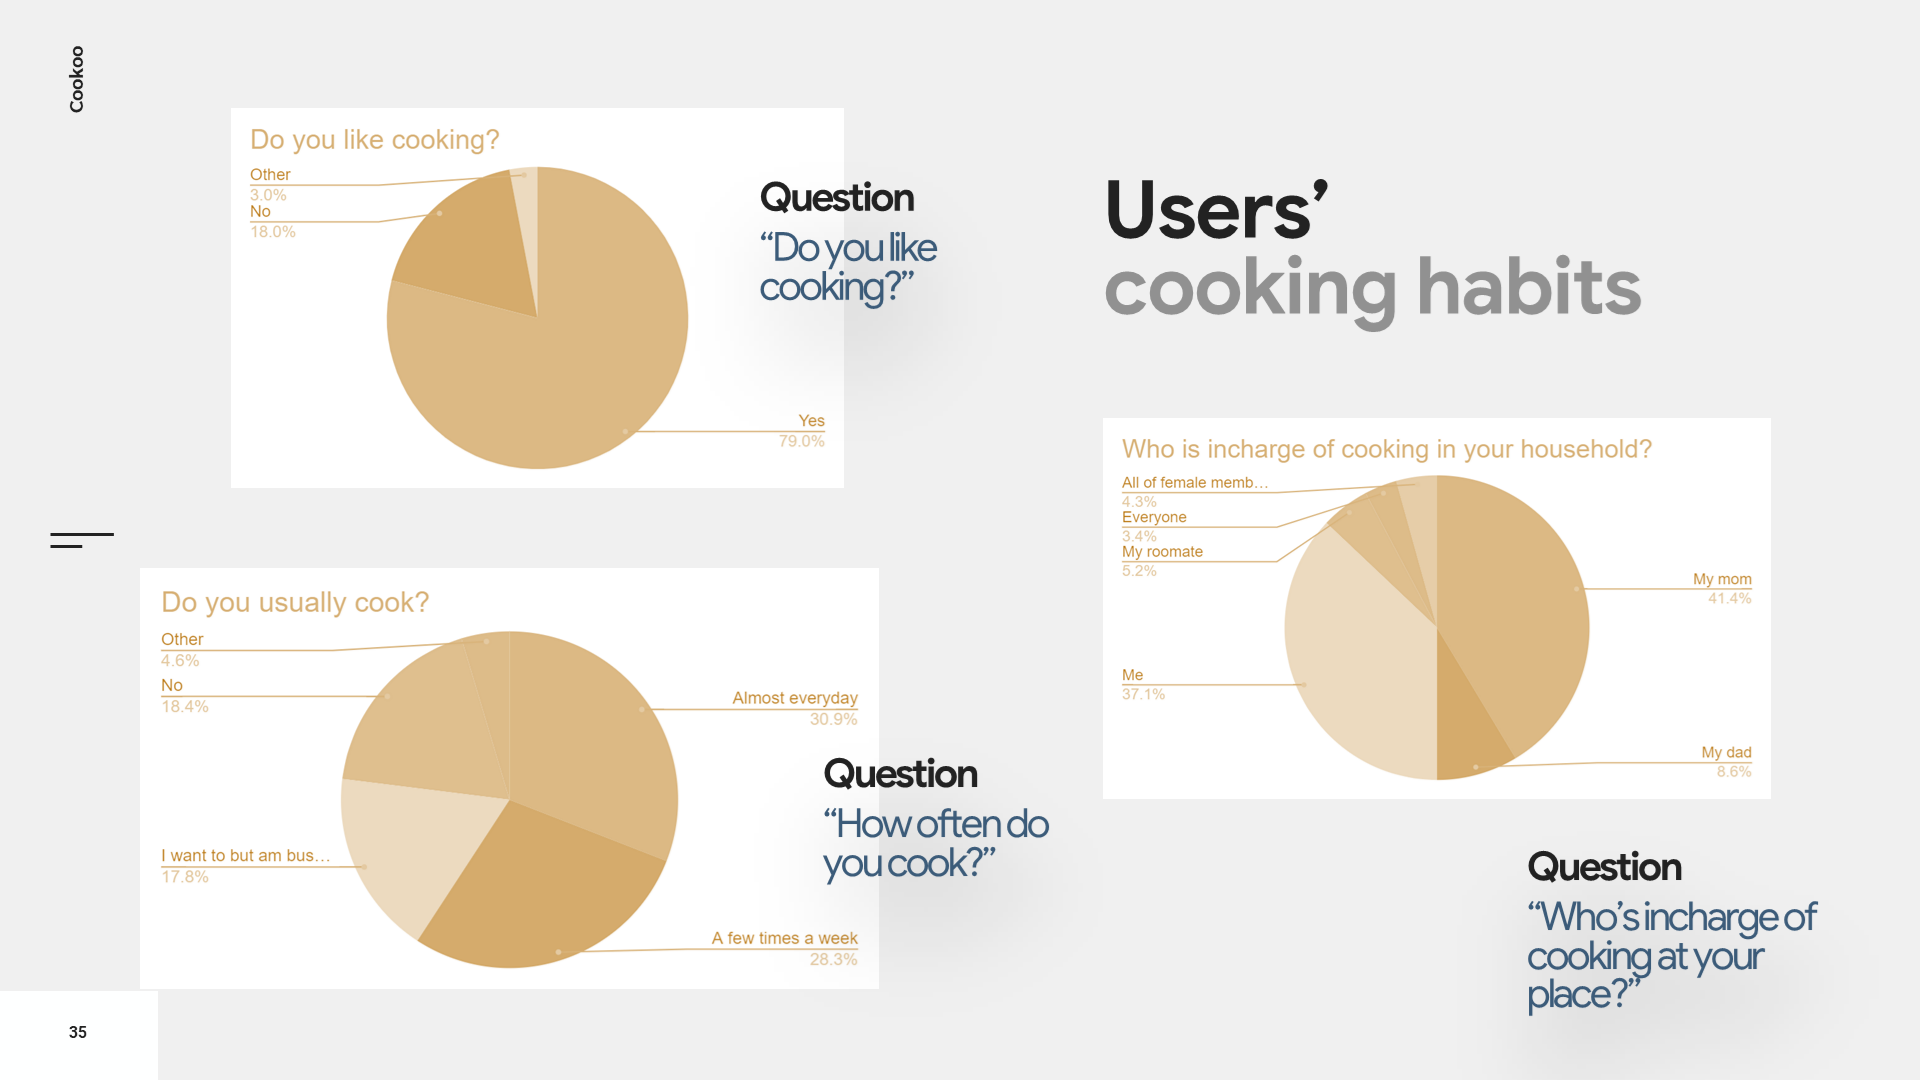 Cookoo
Do you like cooking?
Other
3.0%
No
18.0%
Yes
79.0%
Question
“Do you like
cooking?”
Users’
cooking habits
Who is incharge of cooking in your household?
All of female memb…
4.3%
Everyone
3.4%
My roomate
5.2%
Me
37.1%
My mom
41.4%
My dad
8.6%
Do you usually cook?
Other
4.6%
No
18.4%
I want to but am bus…
17.8%
Almost everyday
30.9%
A few times a week
28.3%
Question
“How often do
you cook?”
Question
“Who’s incharge of
cooking at your
place?”
35